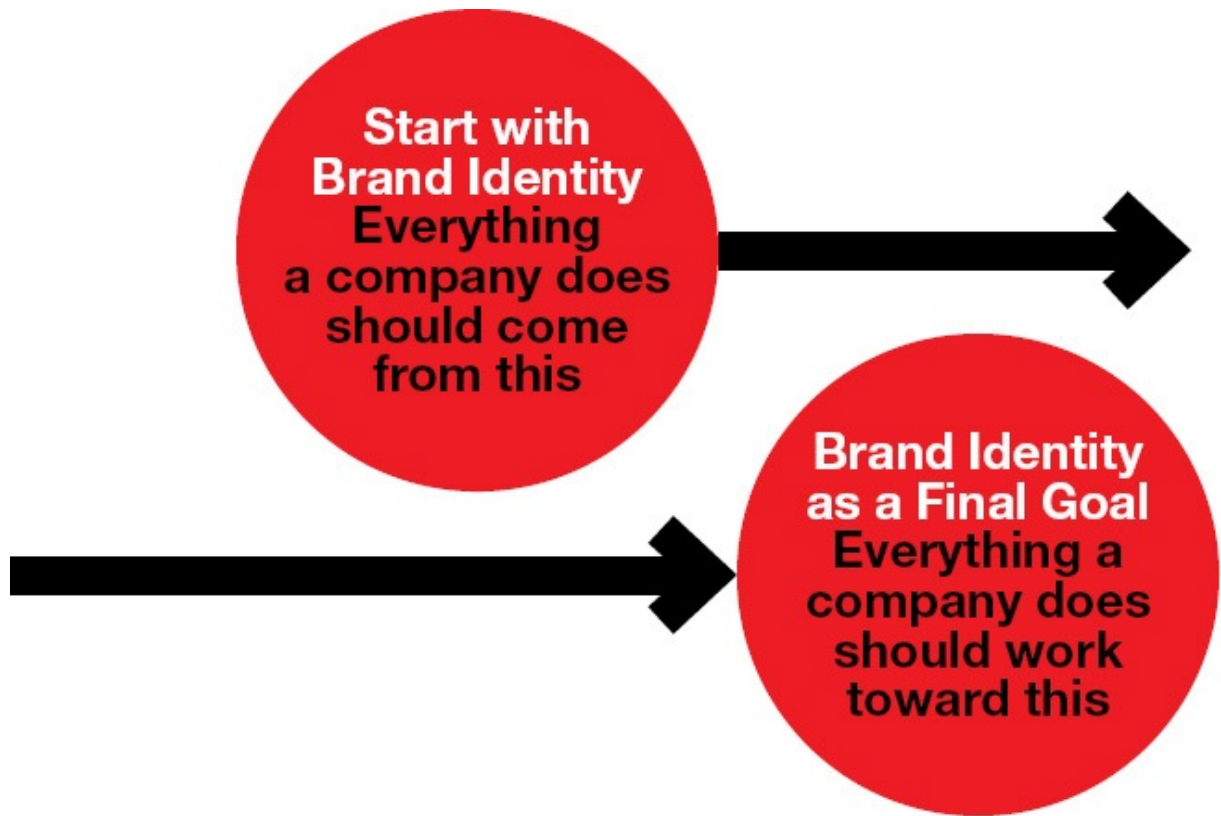 Start with
Brand Identity
Everything
a company does
should come
from this
Brand Identity
as a Final Goal
Everything a
company does
should work
toward this